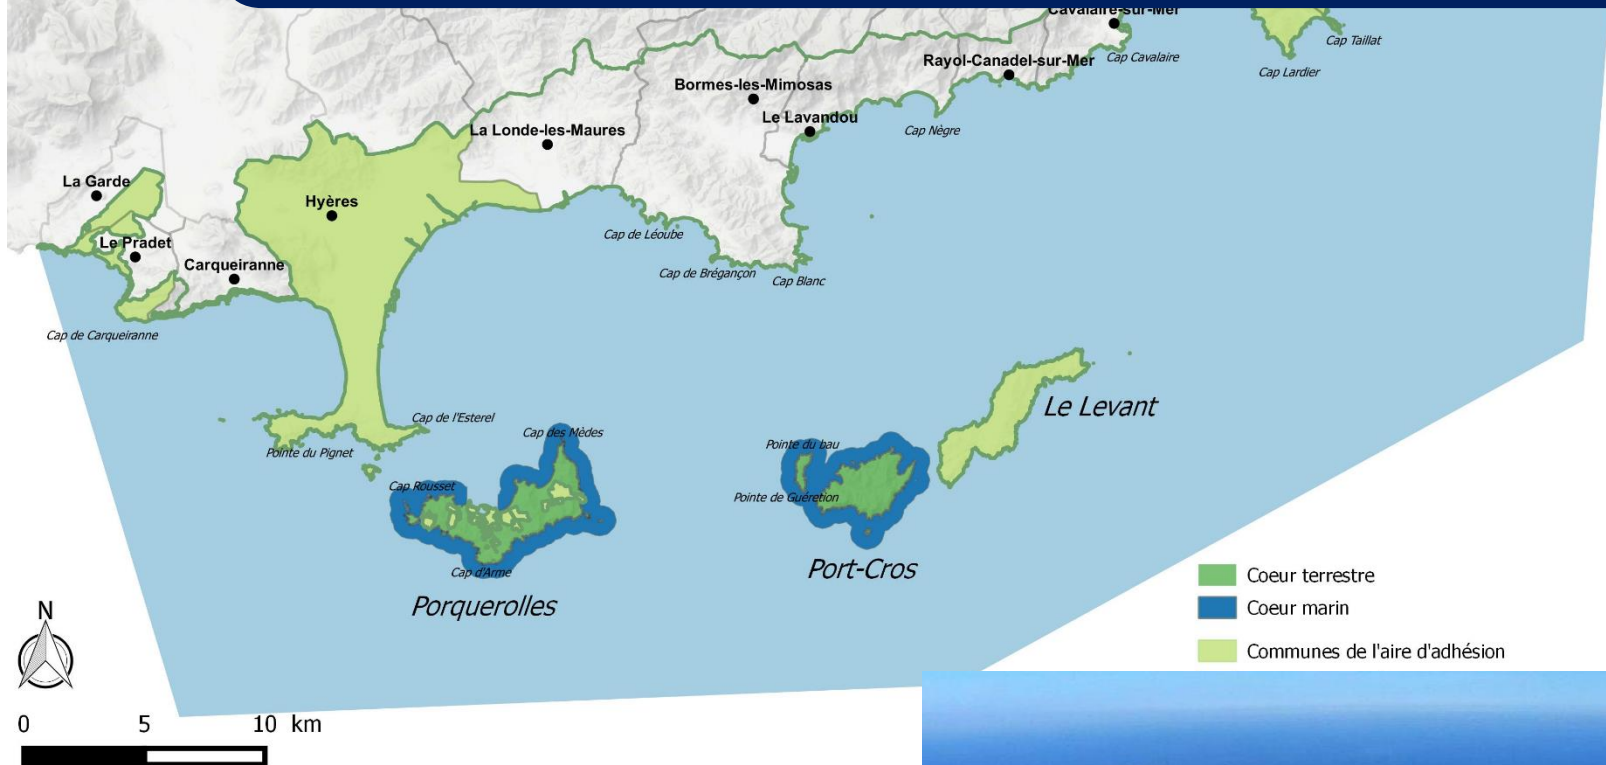 Cavalaire-sur-Mer
Cap Taillat
Cap Cavalaire
Rayol-Canadel-sur-Mer
Cap Lardier
Bormes-les-Mimosas
Le Lavandou
Cap Nègre
La Londe-les-Maures
La Garde
Hyères
Cap de Léoube
Le Pradet
Carqueiranne
Cap de Brégançon
Cap Blanc
Cap de Carqueiranne
Le Levant
Cap de l'Esterel
Cap des Mèdes
Pointe du bau
Pointe du Pignet
Cap Rousset
Pointe de Guéretion
Cap d'Arme
Port-Cros
Porquerolles
Coeur terrestre
Coeur marin
Communes de l'aire d'adhésion
N
0 5 10 km